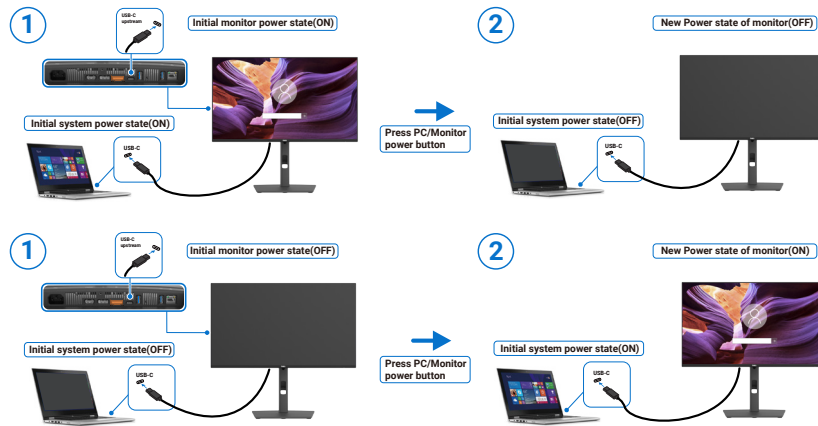 1
USB-C
upstream
Initial monitor power state(ON)
Initial system power state(ON)
USB-C
Press PC/Monitor
power button
2
New Power state of monitor(OFF)
Initial system power state(OFF)
USB-C
1
USB-C
upstream
Initial monitor power state(OFF)
Initial system power state(OFF)
USB-C
Press PC/Monitor
power button
2
New Power state of monitor(ON)
Initial system power state(ON)
USB-C